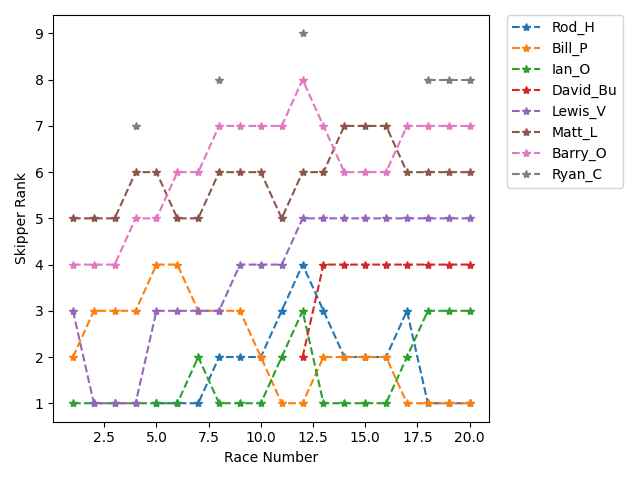 9
8
7
6
5
4
3
2
1
Skipper Rank
2.5 5.0 7.5 10.0 12.5 15.0 17.5 20.0
Race Number
Rod_H
Bill_P
Ian_O
David_Bu
Lewis_V
Matt_L
Barry_O
Ryan_C